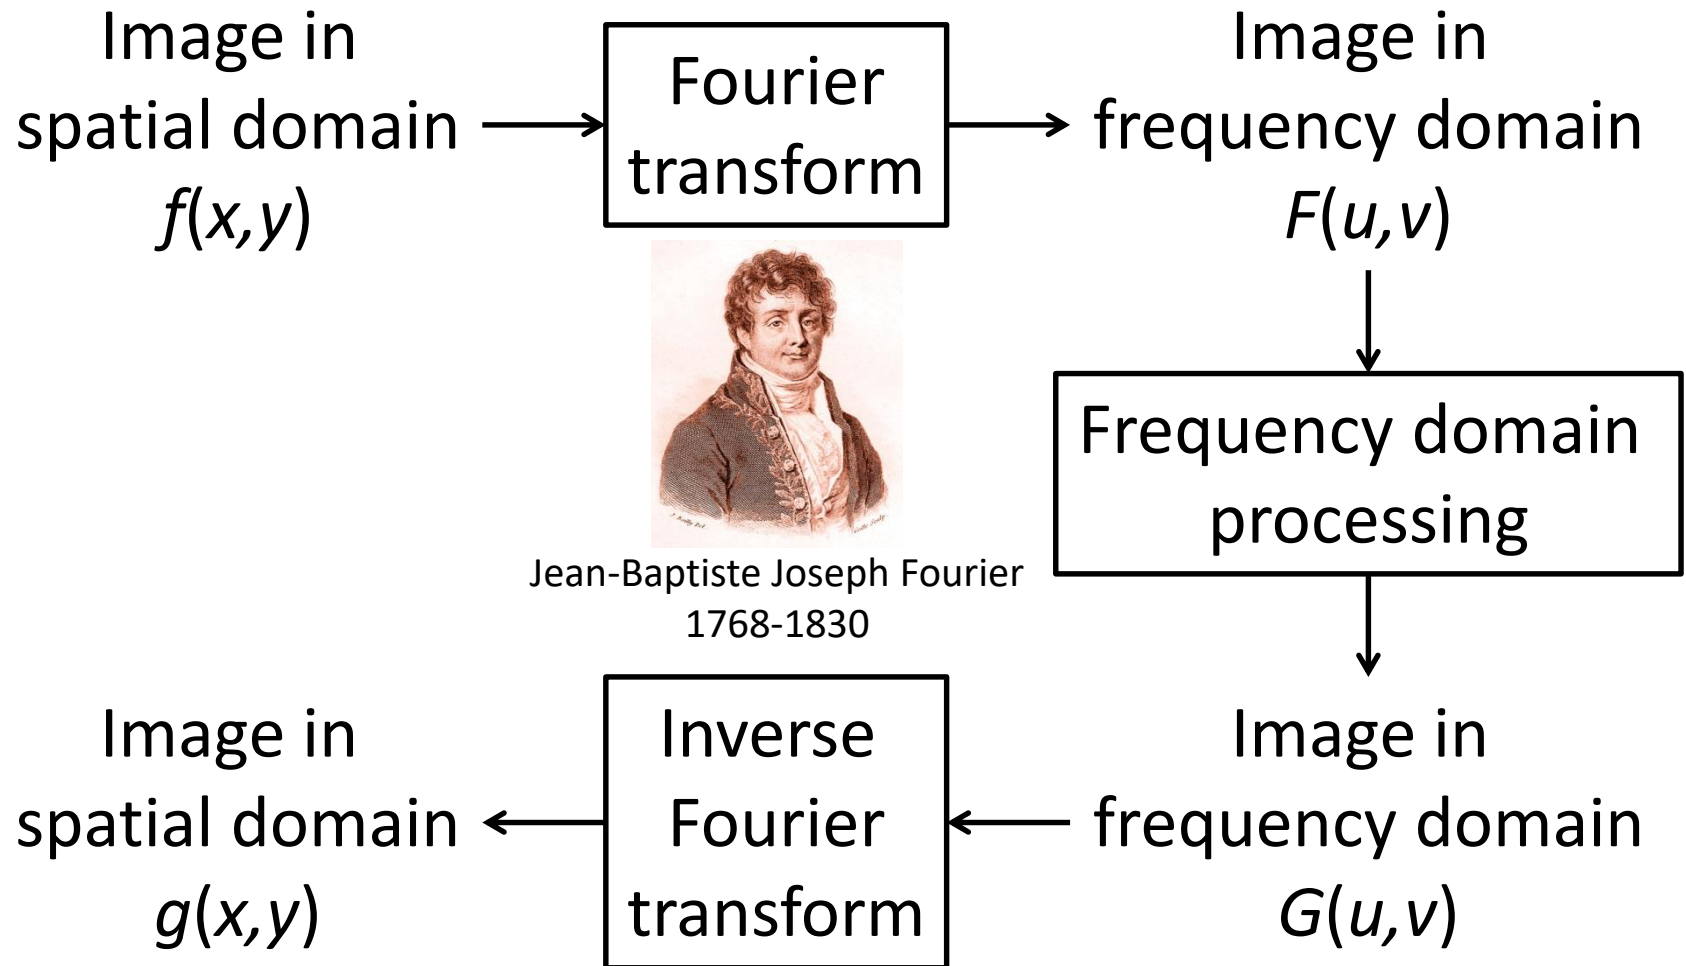 Image in
spatial domain
f(x,y)
Fourier
transform
Image in
frequency domain
F(u,v)
Frequency domain
processing
Jean-Baptiste Joseph Fourier
1768-1830
Image in
frequency domain
G(u,v)
Inverse
Fourier
transform
Image in
spatial domain
g(x,y)